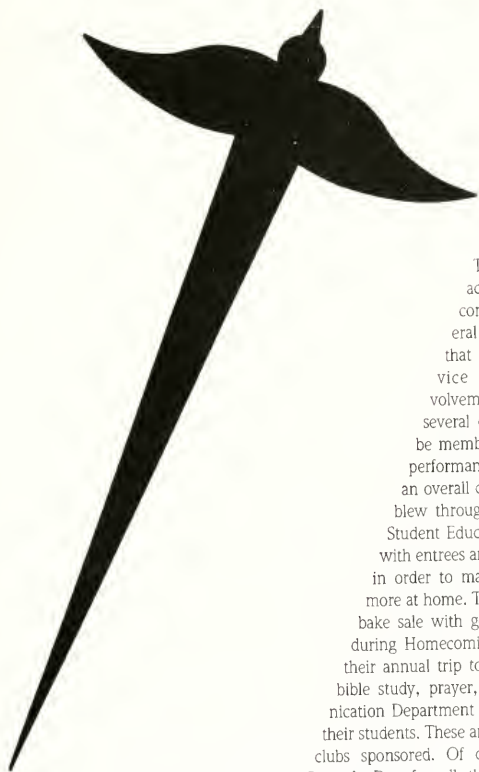 ac
cor
eral
that
vice
volvem
several
be memb
performan
an overall
blew throug
Student Educ
with entrees ar
in order to ma
more at home. T
bake sale with g
during Homecomi
their annual trip to
bible study, prayer,
nication Department
their students. These ar
clubs sponsored. Of